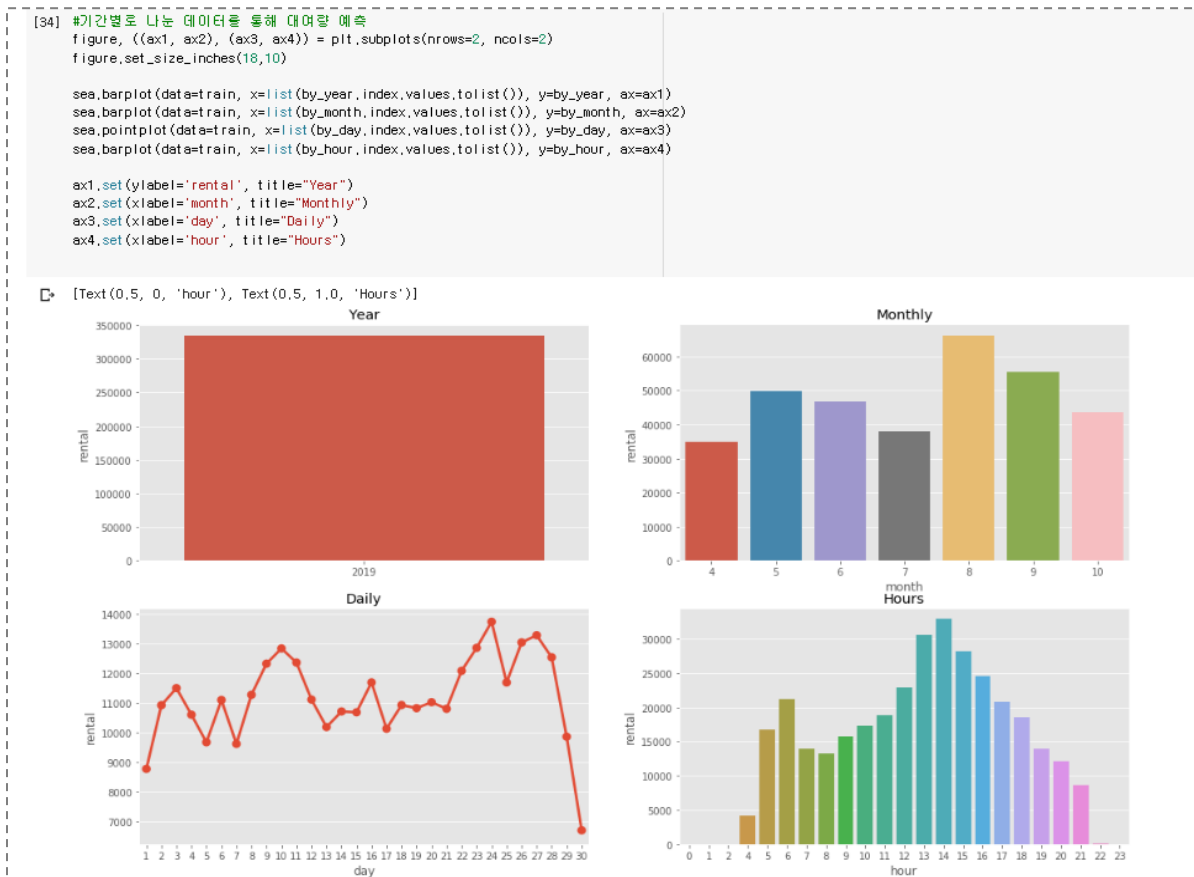 [34] #기간별로 나눈 데이터를 통해 대여량 예측
figure, ((ax1, ax2), (ax3, ax4)) = plt.subplots(nrows=2, ncols=2)
figure.set_size_inches(18,10)
sea.barplot(data=train, x=list(by_year.index.values.tolist()), y=by_year, ax=ax1)
sea.barplot(data=train, x=list(by_month.index.values.tolist()), y=by_month, ax=ax2)
sea.pointplot(data=train, x=list(by_day.index.values.tolist()), y=by_day, ax=ax3)
sea.barplot(data=train, x=list(by_hour.index.values.tolist()), y=by_hour, ax=ax4)
ax1.set(ylabel='rental', title="Year")
ax2.set(xlabel='month', title="Monthly")
ax3.set(xlabel='day', title="Daily")
ax4.set(xlabel='hour', title="Hours")
[Text(0.5, 0, 'hour'), Text(0.5, 1.0, 'Hours')]
Year
350000
300000
250000
200000
150000
100000
50000
0
rental
2019
Monthly
60000
50000
40000
30000
20000
10000
0
rental
4 5 6 7 8 9 10
month
Daily
14000
13000
12000
11000
10000
9000
8000
7000
rental
1 2 3 4 5 6 7 8 9 10 11 12 13 14 15 16 17 18 19 20 21 22 23 24 25 26 27 28 29 30
day
Hours
30000
25000
20000
15000
10000
5000
0
rental
0 1 2 4 5 6 7 8 9 10 11 12 13 14 15 16 17 18 19 20 21 22 23
hour